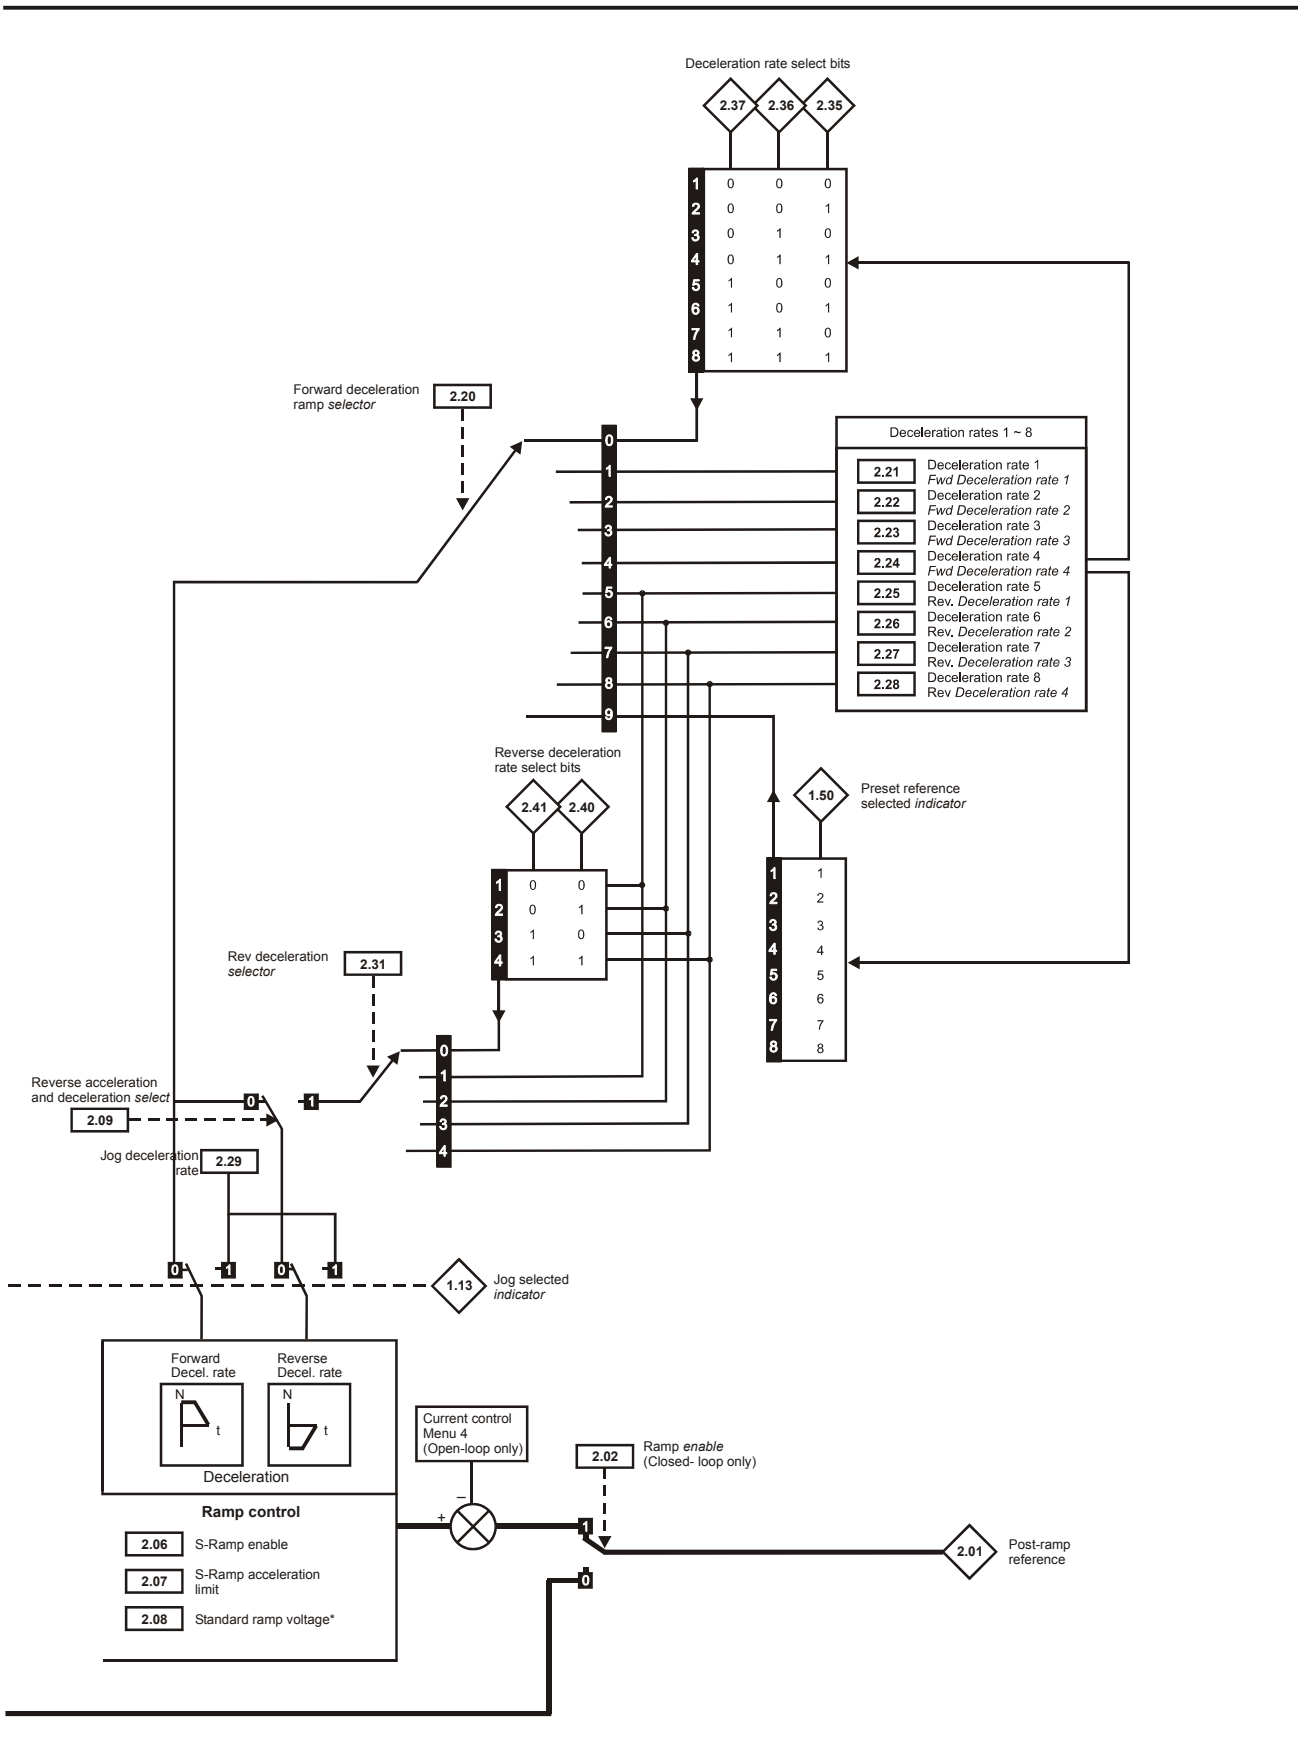 Deceleration rate select bits
2.37 2.36 2.35
1 0 0 0
2 0 0 1
3 0 1 0
4 0 1 1
5 1 0 0
6 1 0 1
7 1 1 0
8 1 1 1
Forward deceleration
ramp selector
2.20
0
1
2
3
4
5
6
7
8
9
Deceleration rates 1 ~ 8
2.21 Deceleration rate 1
Fwd Deceleration rate 1
2.22 Deceleration rate 2
Fwd Deceleration rate 2
2.23 Deceleration rate 3
Fwd Deceleration rate 3
2.24 Deceleration rate 4
Fwd Deceleration rate 4
2.25 Deceleration rate 5
Rev. Deceleration rate 1
2.26 Deceleration rate 6
Rev. Deceleration rate 2
2.27 Deceleration rate 7
Rev. Deceleration rate 3
2.28 Deceleration rate 8
Rev Deceleration rate 4
Reverse deceleration
rate select bits
2.41 2.40
1 0 0
2 0 1
3 1 0
4 1 1
1.50
Preset reference
selected indicator
1 1
2 2
3 3
4 4
5 5
6 6
7 7
8 8
Rev deceleration
selector
2.31
0
1
2
3
4
Reverse acceleration
and deceleration select
2.09
0 1
Jog deceleration
rate
2.29
0 1 0 1
1.13
Jog selected
indicator
Forward
Decel. rate
N
t
Reverse
Decel. rate
N
t
Deceleration
Ramp control
2.06 S-Ramp enable
2.07 S-Ramp acceleration
limit
2.08 Standard ramp voltage*
Current control
Menu 4
(Open-loop only)
–
+
2.02
Ramp enable
(Closed- loop only)
1
0
2.01
Post-ramp
reference